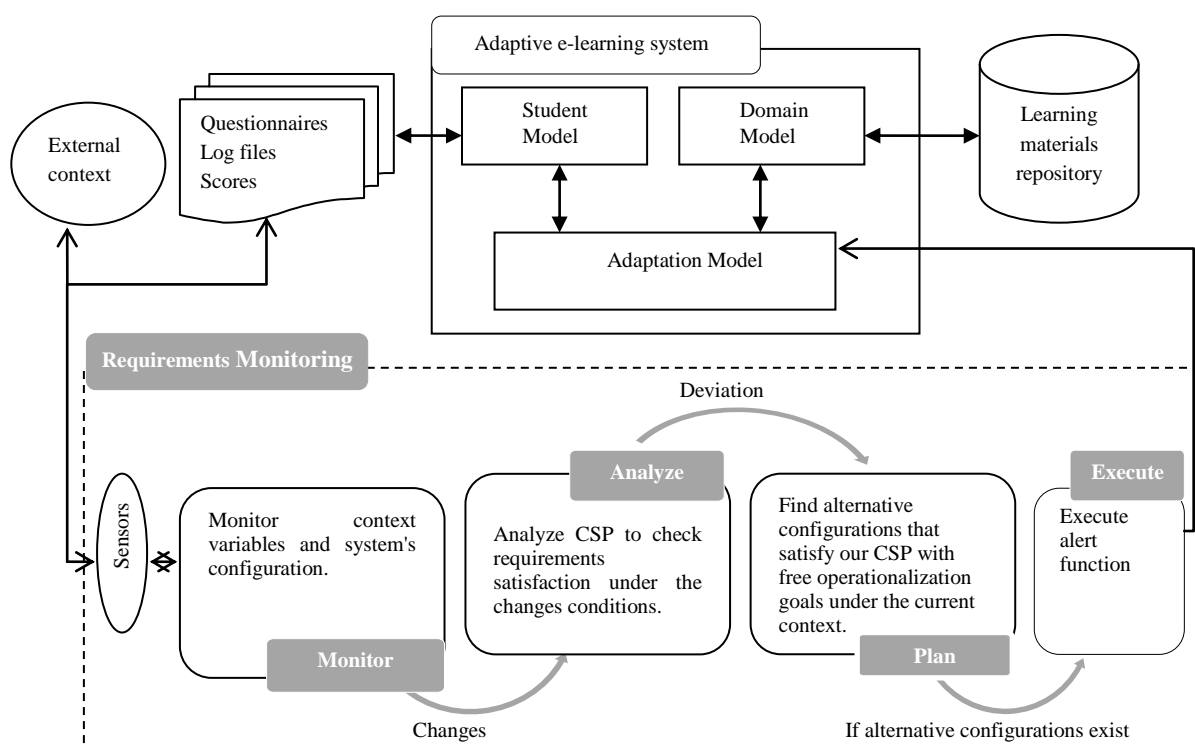 Adaptive e-learning system
External
context
Questionnaires
Log files
Scores
Student
Model
Domain
Model
Learning
materials
repository
Adaptation Model
Requirements Monitoring
Deviation
Sensors
Monitor context
variables and system's
configuration.
Monitor
Changes
Analyze
Analyze CSP to check
requirements
satisfaction under the
changes conditions.
Find alternative
configurations that
satisfy our CSP with
free operationalization
goals under the current
context.
Plan
If alternative configurations exist
Execute
Execute
alert
function